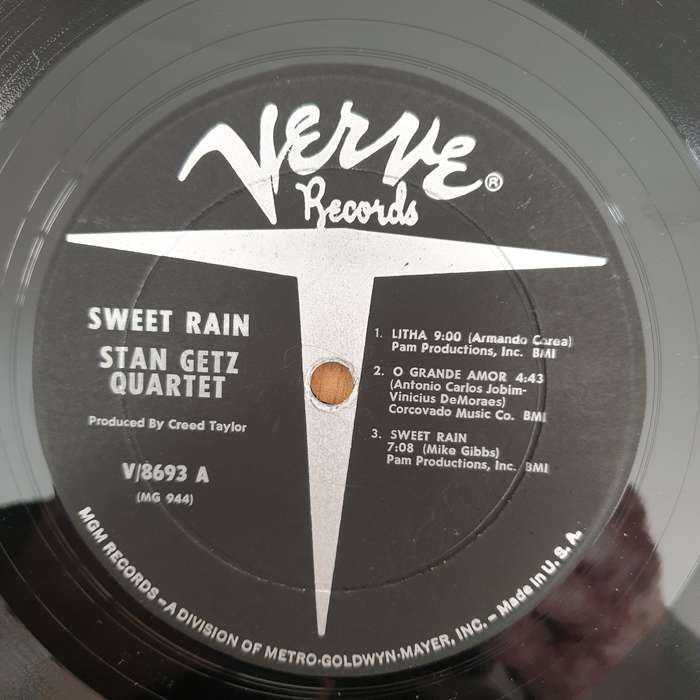 Verve®
Records
SWEET RAIN
STAN GETZ
QUARTET
Produced By Creed Taylor
V/8693 A
(MG 944)
1. LITHA 9:00 (Armando Corea)
Pam Productions, Inc. BMI
2. O GRANDE AMOR 4:43
(Antonio Carlos Jobim-
Vinicius DeMoraes)
Corcovado Music Co. BMI
3. SWEET RAIN
7:08 (Mike Gibbs)
Pam Productions, Inc. BMI
MGM RECORDS – A DIVISION OF METRO-GOLDWYN-MAYER, INC. – Made in U.S.A.